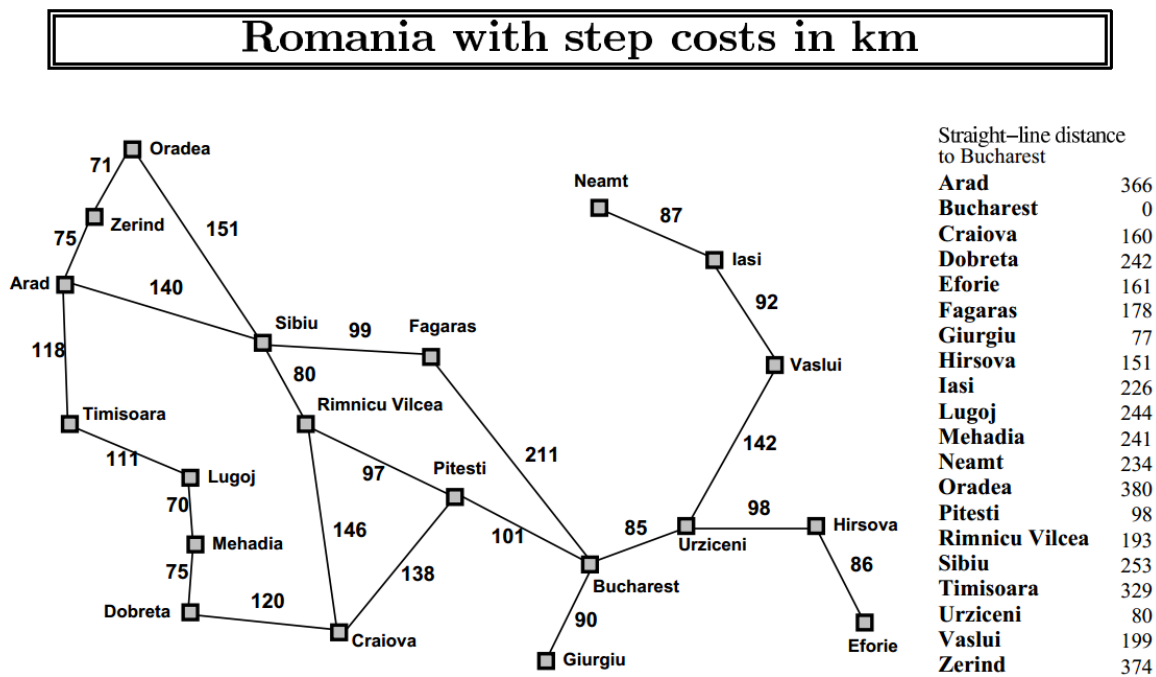 Romania with step costs in km
Straight−line distance
to Bucharest
Arad 366
Bucharest 0
Craiova 160
Dobreta 242
Eforie 161
Fagaras 178
Giurgiu 77
Hirsova 151
Iasi 226
Lugoj 244
Mehadia 241
Neamt 234
Oradea 380
Pitesti 98
Rimnicu Vilcea 193
Sibiu 253
Timisoara 329
Urziceni 80
Vaslui 199
Zerind 374
Oradea
71
Neamt
87
Zerind
151
75
Iasi
Arad
140
92
Sibiu
99
Fagaras
118
80
Vaslui
Rimnicu Vilcea
Timisoara
142
111
211
97
Pitesti
Lugoj
70
98
146
85
Hirsova
101
Urziceni
Mehadia
86
75
138
Bucharest
120
Dobreta
90
Craiova
Eforie
Giurgiu